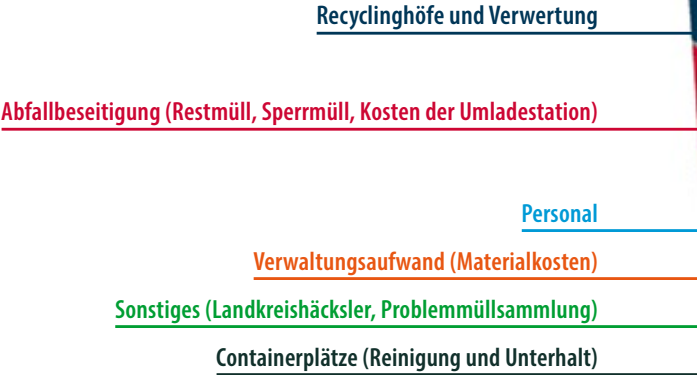 Recyclinghöfe und Verwertung
Abfallbeseitigung (Restmüll, Sperrmüll, Kosten der Umladestation)
Personal
Verwaltungsaufwand (Materialkosten)
Sonstiges (Landkreishäcksler, Problemmüllsammlung)
Containerplätze (Reinigung und Unterhalt)